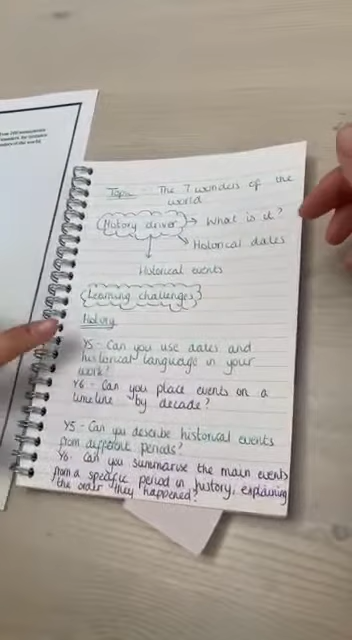 Topic - The 7 wonders of the
world
History driver → What is it?
Historical dates
Historical events
Learning challenges
History
Y5 - Can you use dates and
historical language in your
work?
Y6 - Can you place events on a
timeline by decade?
Y5 - Can you describe historical events
from different periods?
Y6 - Can you summarise the main events
from a specific period in history, explaining
the order they happened?